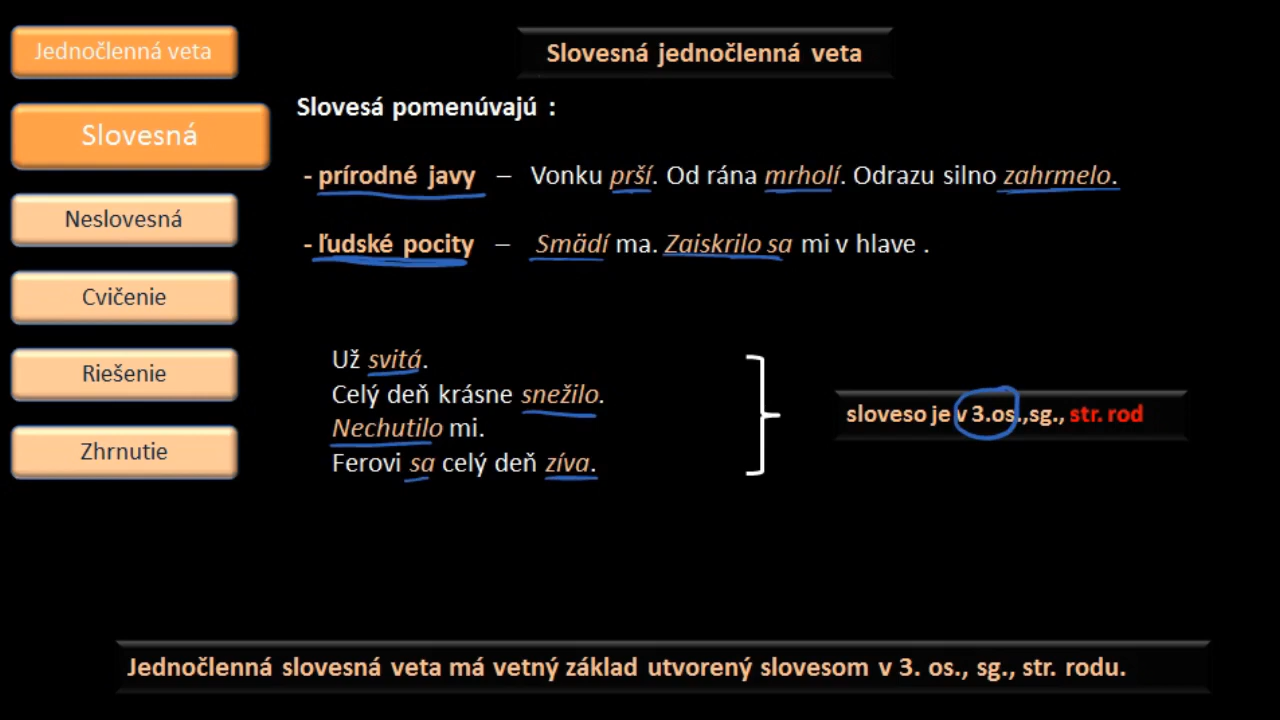 Jednočlenná veta
Slovesná
Neslovesná
Cvičenie
Riešenie
Zhrnutie
Slovesná jednočlenná veta
Slovesá pomenúvajú :
- prírodné javy – Vonku prší. Od rána mrholí. Odrazu silno zahrmelo.
- ľudské pocity – Smädí ma. Zaiskrilo sa mi v hlave .
Už svitá.
Celý deň krásne snežilo.
Nechutilo mi.
Ferovi sa celý deň zíva.
sloveso je v 3.os.,sg., str. rod
Jednočlenná slovesná veta má vetný základ utvorený slovesom v 3. os., sg., str. rodu.